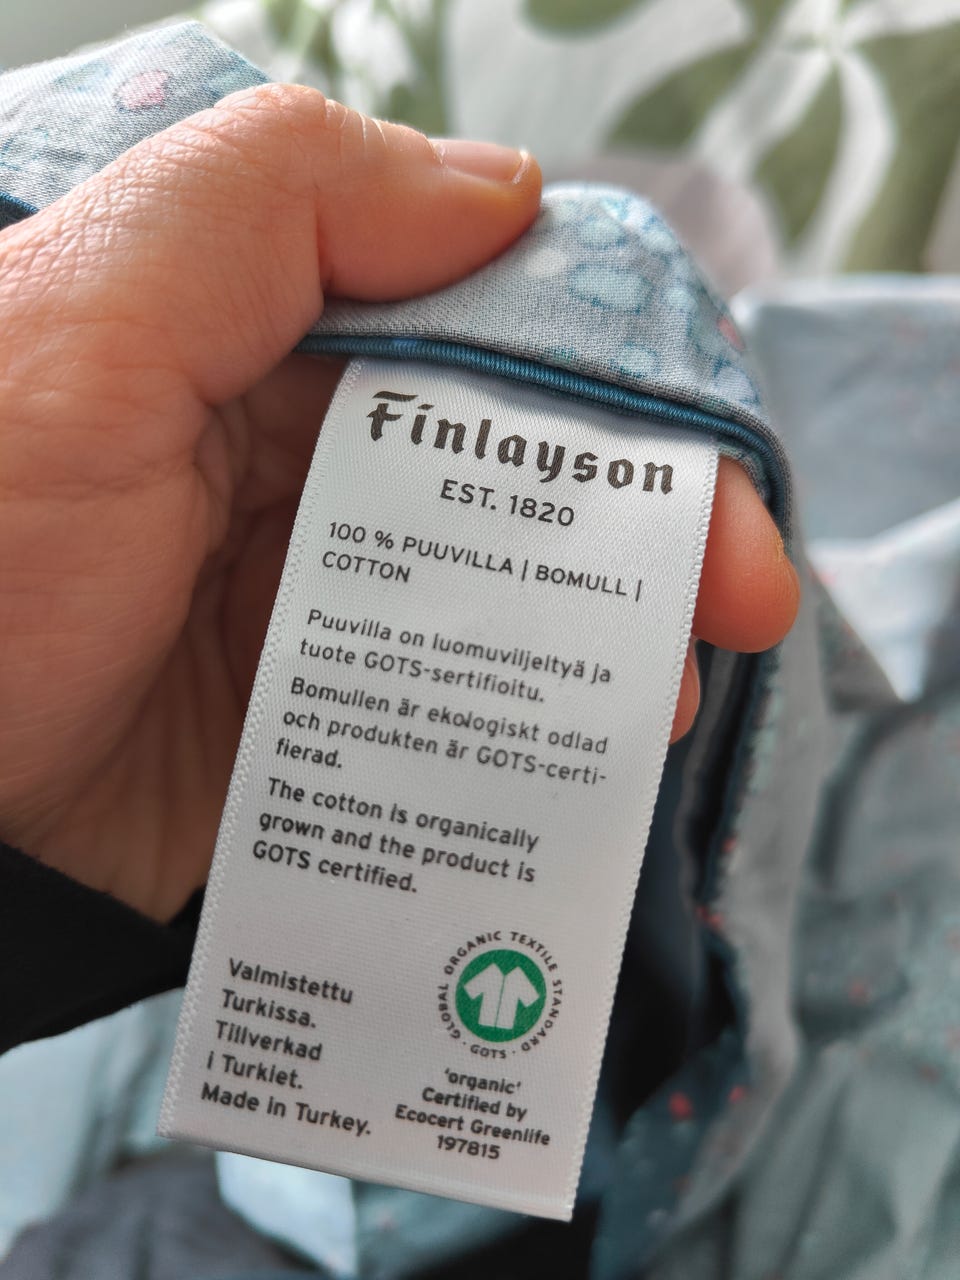 Finlayson
EST. 1820
100 % PUUVILLA | BOMULL |
COTTON
Puuvilla on luomuviljeltyä ja
tuote GOTS-sertifioitu.
Bomullen är ekologiskt odlad
och produkten är GOTS-certi-
fierad.
The cotton is organically
grown and the product is
GOTS certified.
Valmistettu
Turkissa.
Tillverkad
i Turkiet.
Made in Turkey.
GLOBAL ORGANIC TEXTILE STANDARD
· GOTS ·
'organic'
Certified by
Ecocert Greenlife
197815